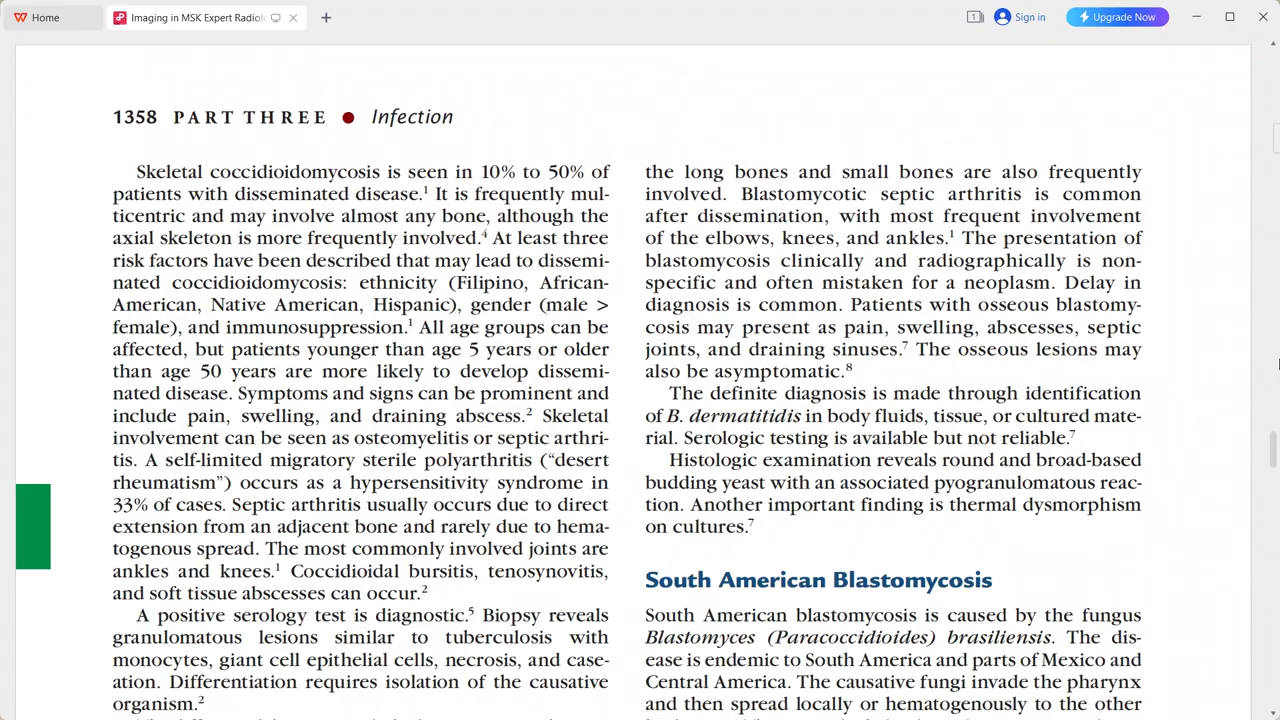 Home
Imaging in MSK Expert Radiol
1
Sign in
Upgrade Now
1358 PART THREE ● Infection
Skeletal coccidioidomycosis is seen in 10% to 50% of
patients with disseminated disease.1 It is frequently mul-
ticentric and may involve almost any bone, although the
axial skeleton is more frequently involved.4 At least three
risk factors have been described that may lead to dissemi-
nated coccidioidomycosis: ethnicity (Filipino, African-
American, Native American, Hispanic), gender (male >
female), and immunosuppression.1 All age groups can be
affected, but patients younger than age 5 years or older
than age 50 years are more likely to develop dissemi-
nated disease. Symptoms and signs can be prominent and
include pain, swelling, and draining abscess.2 Skeletal
involvement can be seen as osteomyelitis or septic arthri-
tis. A self-limited migratory sterile polyarthritis (“desert
rheumatism”) occurs as a hypersensitivity syndrome in
33% of cases. Septic arthritis usually occurs due to direct
extension from an adjacent bone and rarely due to hema-
togenous spread. The most commonly involved joints are
ankles and knees.1 Coccidioidal bursitis, tenosynovitis,
and soft tissue abscesses can occur.2
A positive serology test is diagnostic.5 Biopsy reveals
granulomatous lesions similar to tuberculosis with
monocytes, giant cell epithelial cells, necrosis, and case-
ation. Differentiation requires isolation of the causative
organism.2
the long bones and small bones are also frequently
involved. Blastomycotic septic arthritis is common
after dissemination, with most frequent involvement
of the elbows, knees, and ankles.1 The presentation of
blastomycosis clinically and radiographically is non-
specific and often mistaken for a neoplasm. Delay in
diagnosis is common. Patients with osseous blastomy-
cosis may present as pain, swelling, abscesses, septic
joints, and draining sinuses.7 The osseous lesions may
also be asymptomatic.8
The definite diagnosis is made through identification
of B. dermatitidis in body fluids, tissue, or cultured mate-
rial. Serologic testing is available but not reliable.7
Histologic examination reveals round and broad-based
budding yeast with an associated pyogranulomatous reac-
tion. Another important finding is thermal dysmorphism
on cultures.7
South American Blastomycosis
South American blastomycosis is caused by the fungus
Blastomyces (Paracoccidioides) brasiliensis. The dis-
ease is endemic to South America and parts of Mexico and
Central America. The causative fungi invade the pharynx
and then spread locally or hematogenously to the other